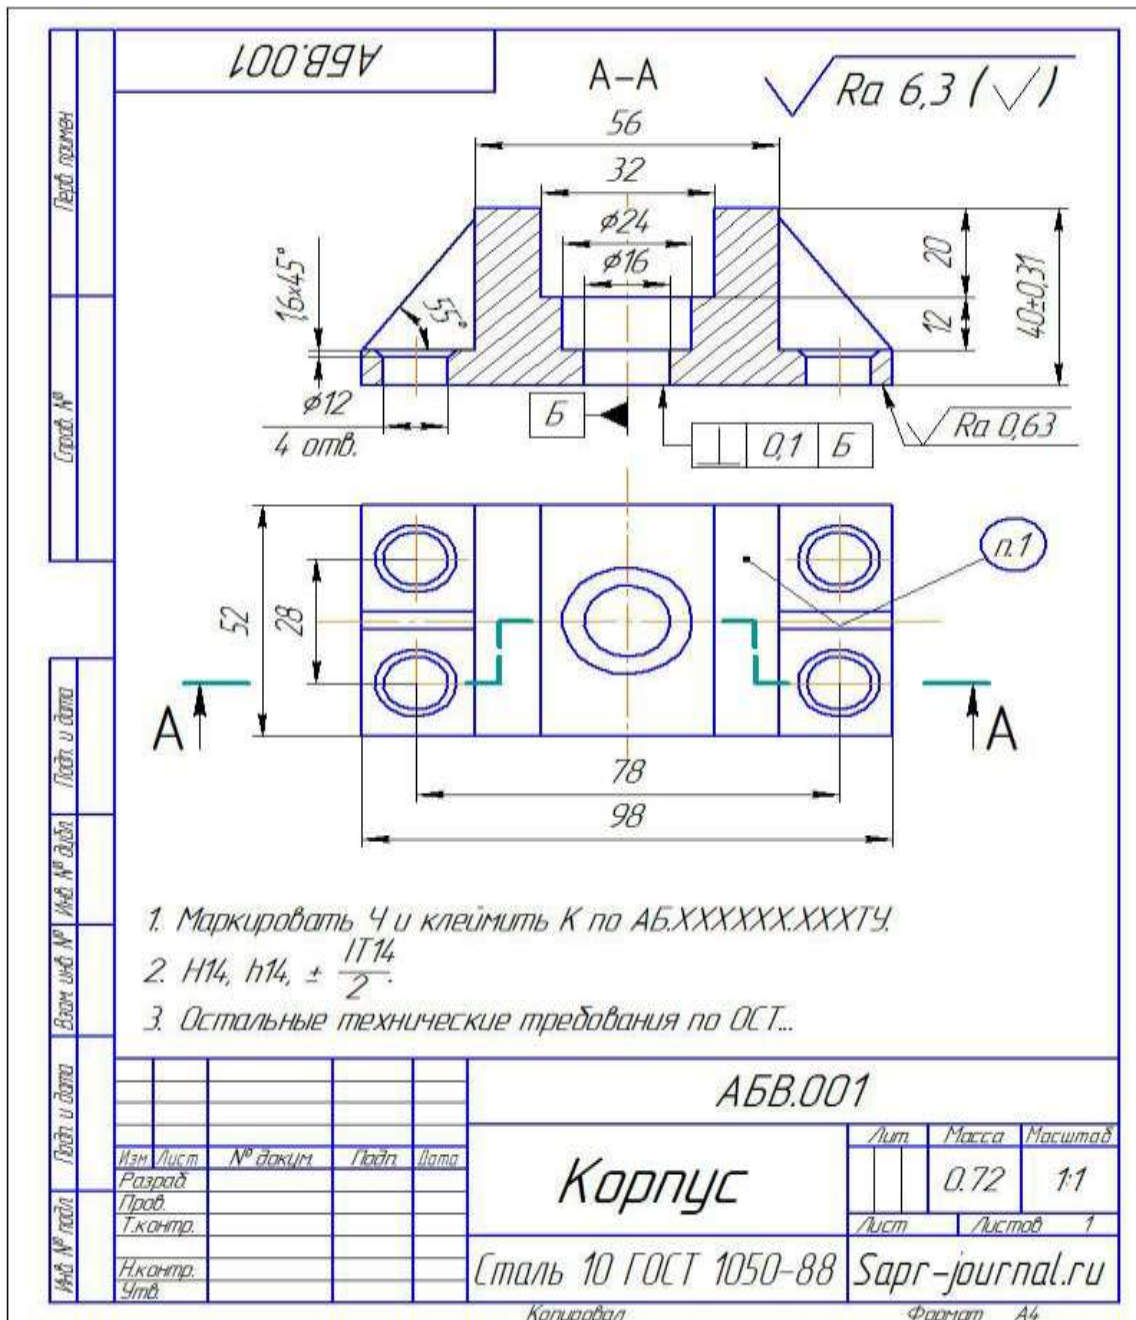 АБВ.001
А-А
Ra 6,3 (√)
56
32
⌀24
⌀16
1,6х45°
55°
20
12
40±0,31
⌀12
4 отв.
Б
⊥ 0,1 Б
Ra 0,63
п.1
52
28
А
А
78
98
1. Маркировать Ч и клеймить К по АБ.ХХХХХХ.ХХХТУ.
2. Н14, h14, ± IT14/2.
3. Остальные технические требования по ОСТ...
Перв. примен.
Справ. №
Подп. и дата
Инв. № дубл.
Взам. инв. №
Подп. и дата
Инв. № подл.
АБВ.001
Изм. Лист № докум. Подп. Дата
Разраб.
Пров.
Т.контр.
Н.контр.
Утв.
Корпус
Лит. Масса Масштаб
0.72 1:1
Лист Листов 1
Сталь 10 ГОСТ 1050-88
Sapr-journal.ru
Копировал Формат А4